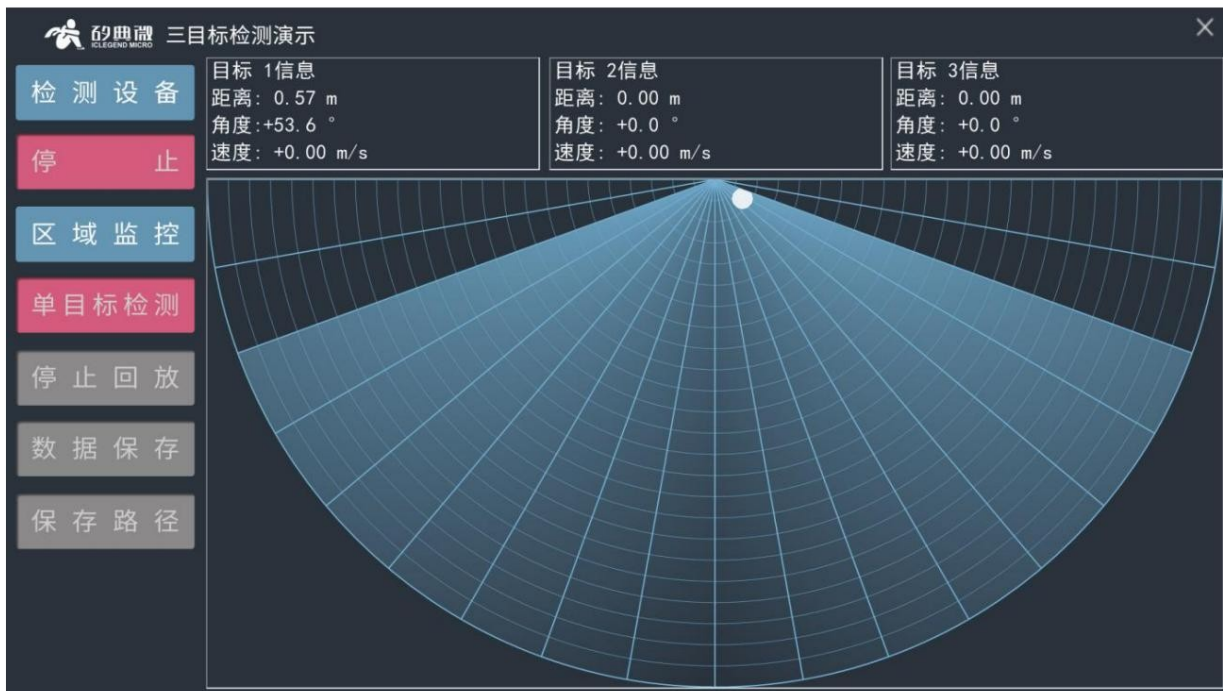 矽典微 三目标检测演示
ICLEGEND MICRO
×
检测设备
停止
区域监控
单目标检测
停止回放
数据保存
保存路径
目标 1信息
距离: 0.57 m
角度:+53.6 °
速度: +0.00 m/s
目标 2信息
距离: 0.00 m
角度: +0.0 °
速度: +0.00 m/s
目标 3信息
距离: 0.00 m
角度: +0.0 °
速度: +0.00 m/s